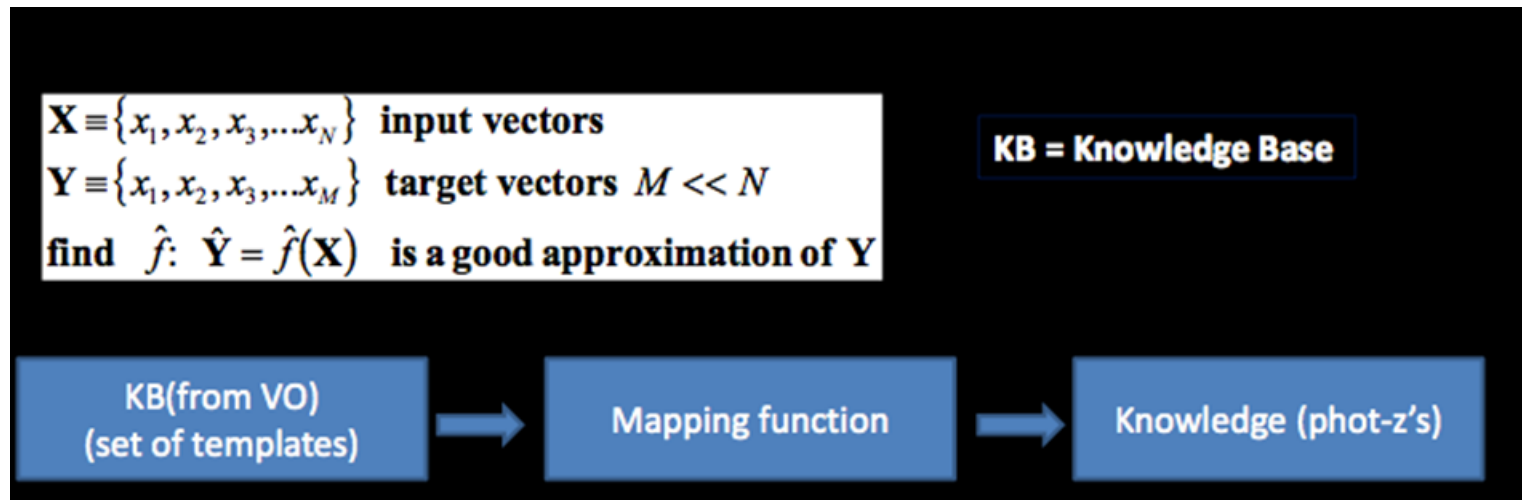 X ≡ {x₁, x₂, x₃,...x_N} input vectors
Y ≡ {x₁, x₂, x₃,...x_M} target vectors M << N
find f̂: Ŷ = f̂(X) is a good approximation of Y
KB = Knowledge Base
KB(from VO)
(set of templates)
Mapping function
Knowledge (phot-z's)